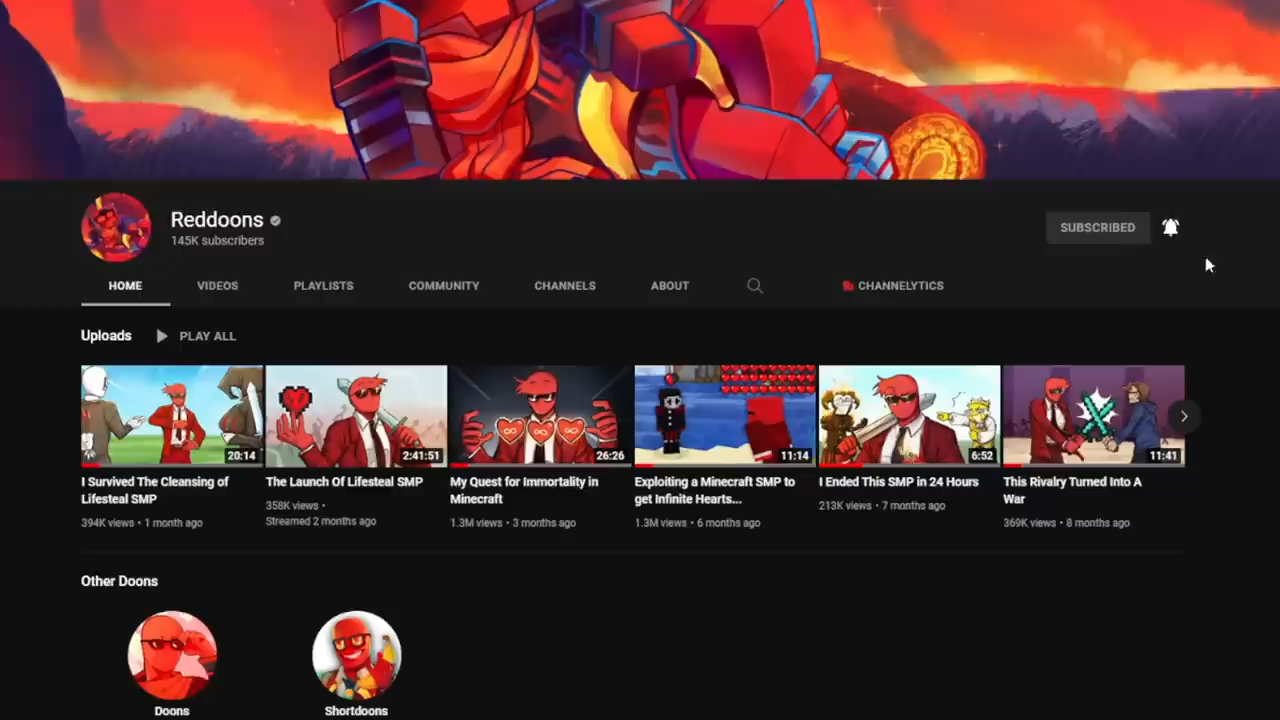 Reddoons
145K subscribers
SUBSCRIBED
HOME
VIDEOS
PLAYLISTS
COMMUNITY
CHANNELS
ABOUT
CHANNELYTICS
Uploads
PLAY ALL
20:14
2:41:51
26:26
11:14
6:52
11:41
I Survived The Cleansing of
Lifesteal SMP
394K views • 1 month ago
The Launch Of Lifesteal SMP
358K views •
Streamed 2 months ago
My Quest for Immortality in
Minecraft
1.3M views • 3 months ago
Exploiting a Minecraft SMP to
get Infinite Hearts...
1.3M views • 6 months ago
I Ended This SMP in 24 Hours
213K views • 7 months ago
This Rivalry Turned Into A
War
369K views • 8 months ago
Other Doons
Doons
Shortdoons